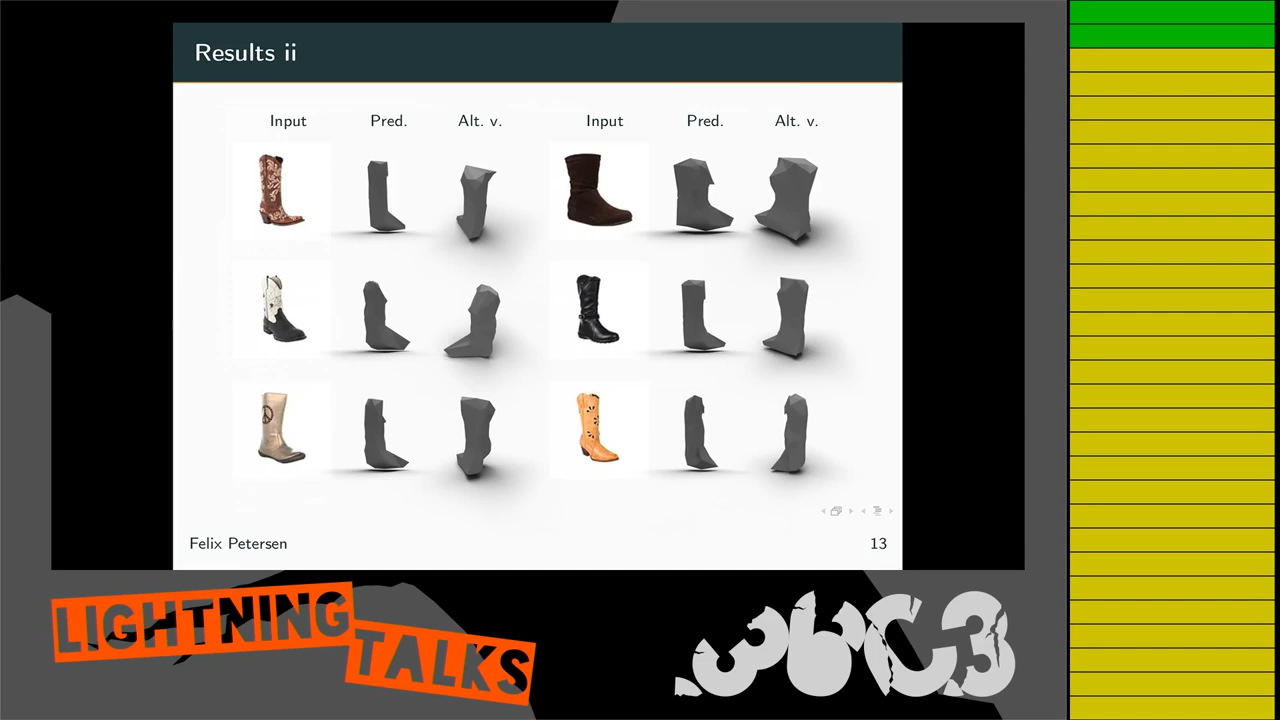 Results ii
Input Pred. Alt. v. Input Pred. Alt. v.
Felix Petersen 13
LIGHTNING
TALKS
36C3